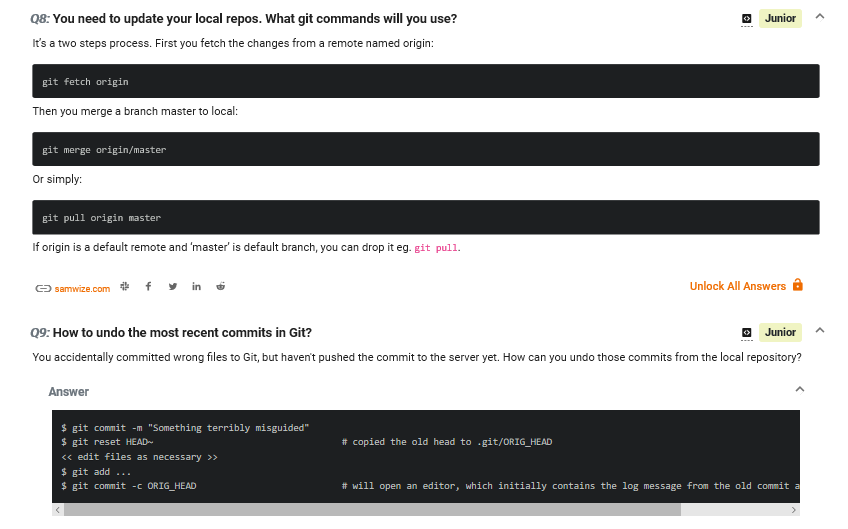 Q8: You need to update your local repos. What git commands will you use?
Junior
It's a two steps process. First you fetch the changes from a remote named origin:
git fetch origin
Then you merge a branch master to local:
git merge origin/master
Or simply:
git pull origin master
If origin is a default remote and 'master' is default branch, you can drop it eg. git pull.
samwize.com
Unlock All Answers
Q9: How to undo the most recent commits in Git?
Junior
You accidentally committed wrong files to Git, but haven't pushed the commit to the server yet. How can you undo those commits from the local repository?
Answer
$ git commit -m "Something terribly misguided"
$ git reset HEAD~ # copied the old head to .git/ORIG_HEAD
<< edit files as necessary >>
$ git add ...
$ git commit -c ORIG_HEAD # will open an editor, which initially contains the log message from the old commit a